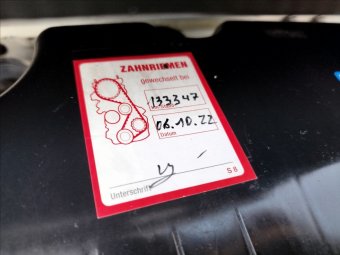 ZAHNRIEMEN
gewechselt bei
133347
06.10.22
Datum
Unterschrift
S 8